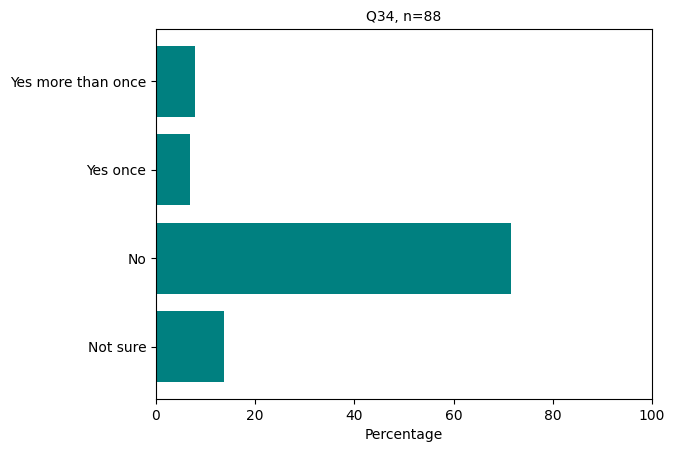 Q34, n=88
Yes more than once
Yes once
No
Not sure
0 20 40 60 80 100
Percentage